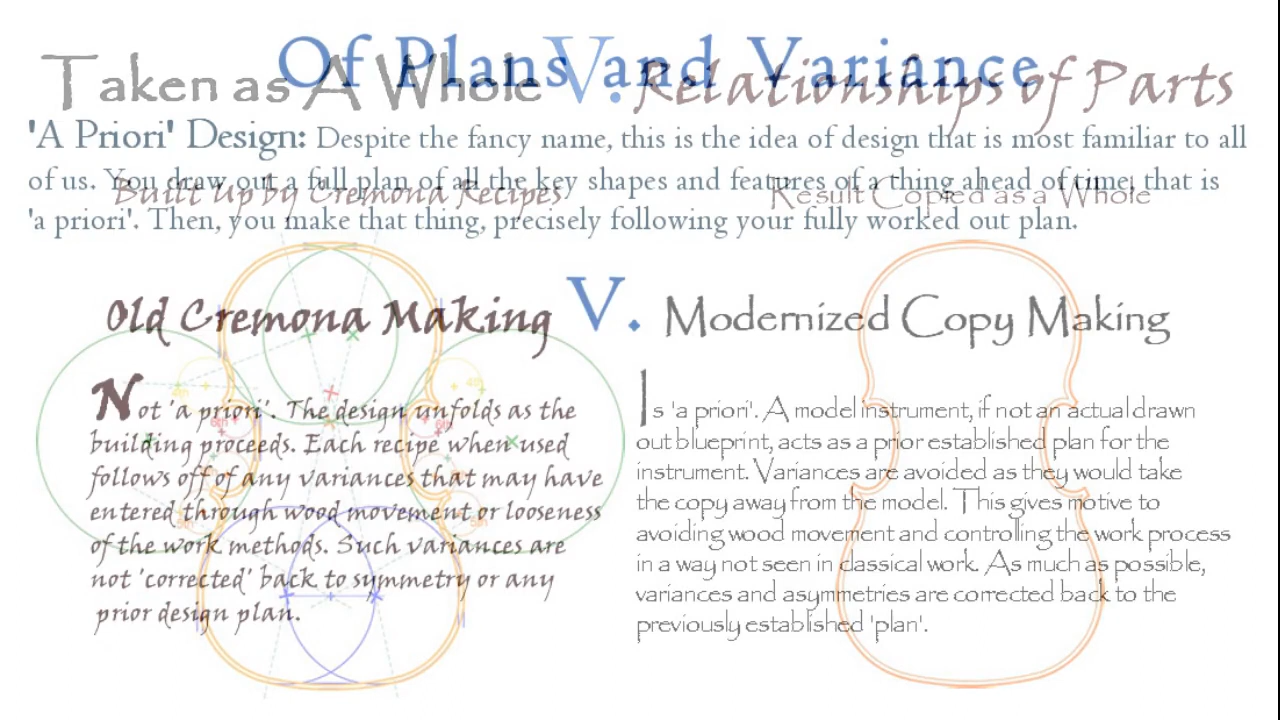 Of Plans and Variance
Taken as A Whole V. Relationships of Parts
'A Priori' Design: Despite the fancy name, this is the idea of design that is most familiar to all
of us. You draw out a full plan of all the key shapes and features of a thing ahead of time, that is
'a priori'. Then, you make that thing, precisely following your fully worked out plan.
Built Up by Cremona Recipes
Result Copied as a Whole
Old Cremona Making V. Modernized Copy Making
Not 'a priori'. The design unfolds as the
building proceeds. Each recipe when used
follows off of any variances that may have
entered through wood movement or looseness
of the work methods. Such variances are
not 'corrected' back to symmetry or any
prior design plan.
Is 'a priori'. A model instrument, if not an actual drawn
out blueprint, acts as a prior established plan for the
instrument. Variances are avoided as they would take
the copy away from the model. This gives motive to
avoiding wood movement and controlling the work process
in a way not seen in classical work. As much as possible,
variances and asymmetries are corrected back to the
previously established 'plan'.